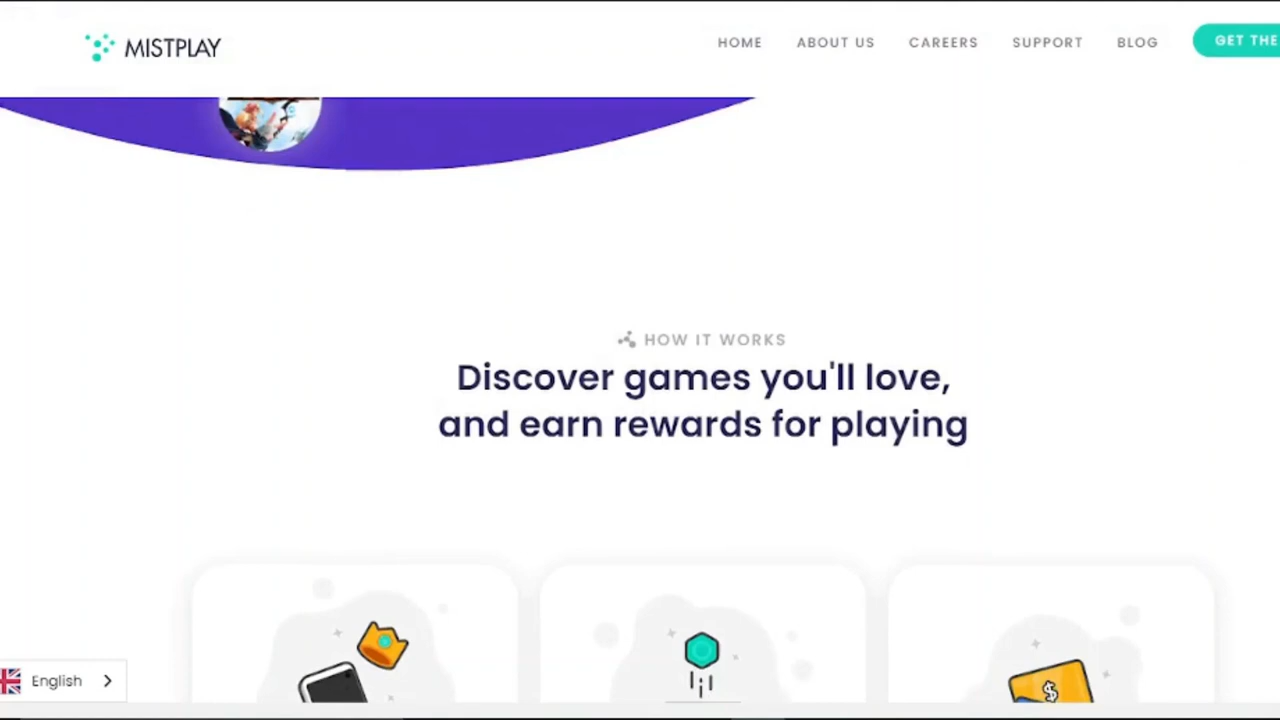 MISTPLAY
HOME ABOUT US CAREERS SUPPORT BLOG GET THE
HOW IT WORKS
Discover games you'll love,
and earn rewards for playing
$
English